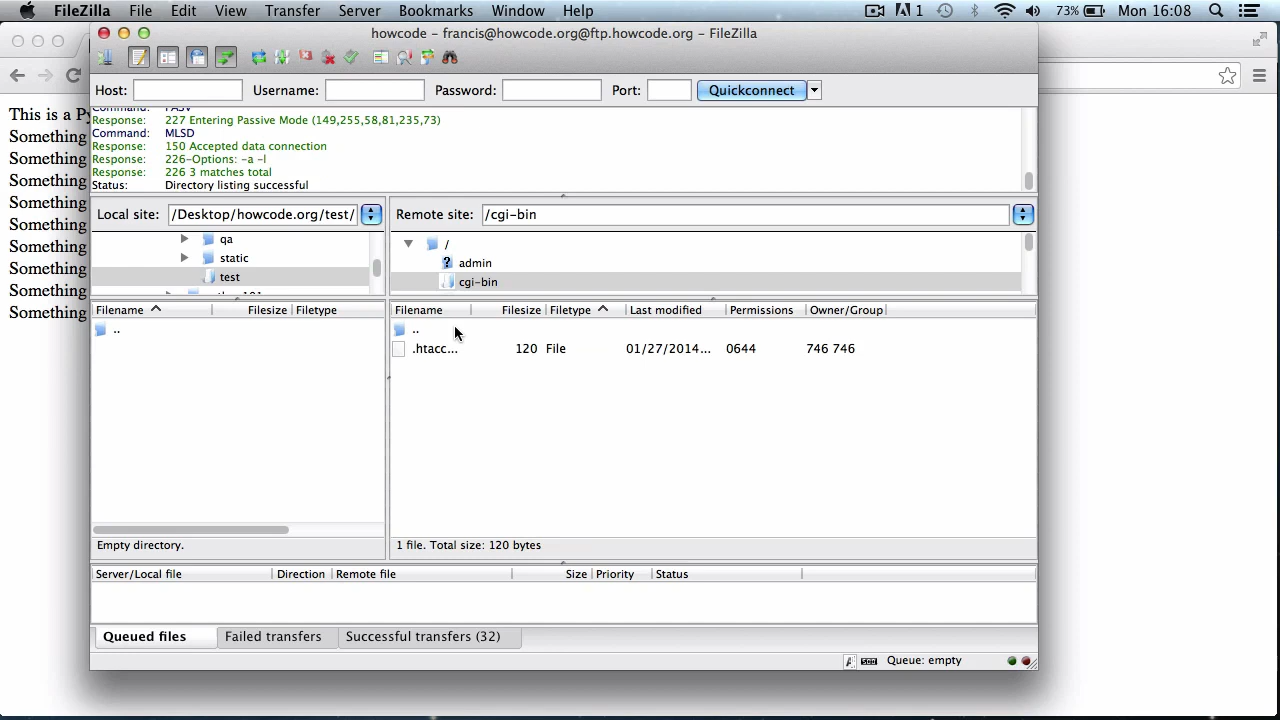 FileZilla File Edit View Transfer Server Bookmarks Window Help 1 73% Mon 16:08
howcode – francis@howcode.org@ftp.howcode.org – FileZilla
Host: Username: Password: Port: Quickconnect
This is a Py
Something
Something
Something
Something
Something
Something
Something
Something
Something
Command: PASV
Response: 227 Entering Passive Mode (149,255,58,81,235,73)
Command: MLSD
Response: 150 Accepted data connection
Response: 226-Options: -a -l
Response: 226 3 matches total
Status: Directory listing successful
Local site: /Desktop/howcode.org/test/
Remote site: /cgi-bin
qa
static
test
/
? admin
cgi-bin
Filename Filesize Filetype
..
Empty directory.
Filename Filesize Filetype Last modified Permissions Owner/Group
..
.htacc... 120 File 01/27/2014... 0644 746 746
1 file. Total size: 120 bytes
Server/Local file Direction Remote file Size Priority Status
Queued files Failed transfers Successful transfers (32)
Queue: empty